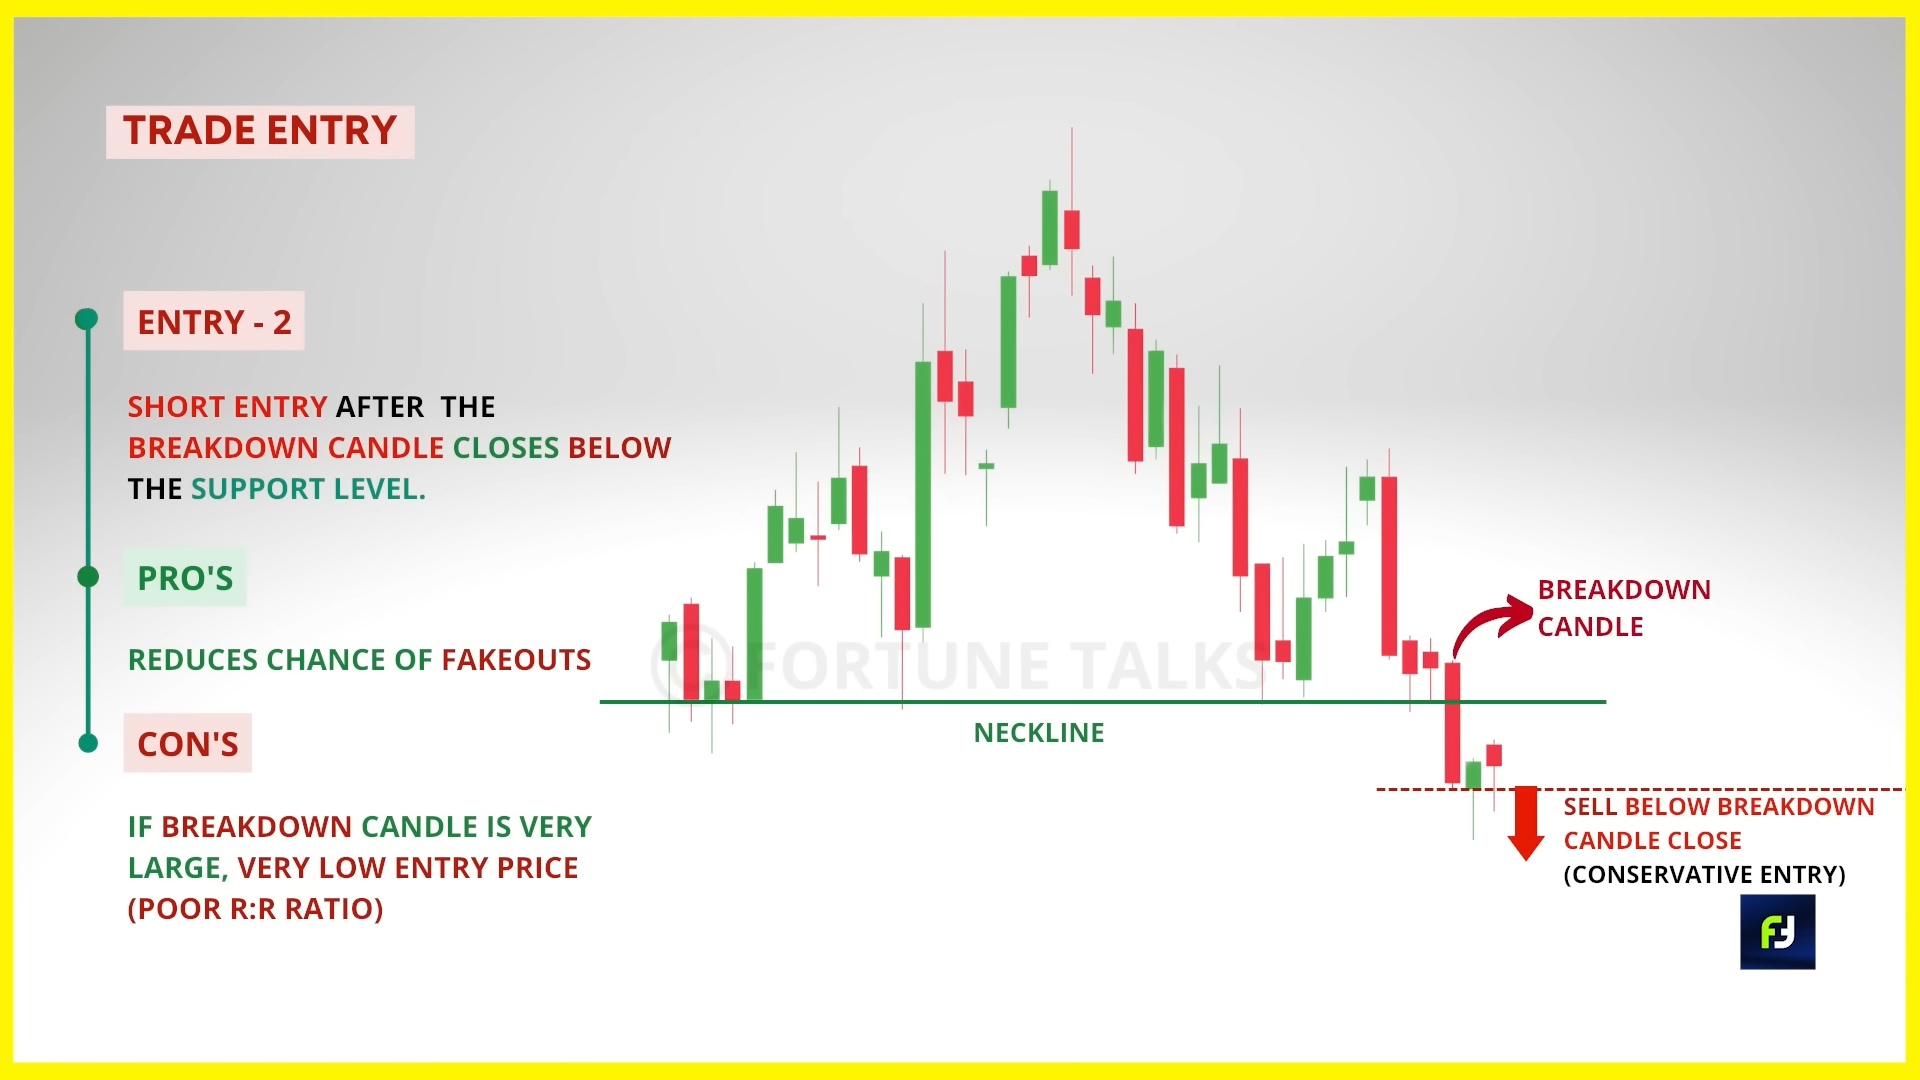 TRADE ENTRY
ENTRY - 2
SHORT ENTRY AFTER THE
BREAKDOWN CANDLE CLOSES BELOW
THE SUPPORT LEVEL.
PRO'S
REDUCES CHANCE OF FAKEOUTS
CON'S
IF BREAKDOWN CANDLE IS VERY
LARGE, VERY LOW ENTRY PRICE
(POOR R:R RATIO)
© FORTUNE TALKS
NECKLINE
BREAKDOWN
CANDLE
SELL BELOW BREAKDOWN
CANDLE CLOSE
(CONSERVATIVE ENTRY)